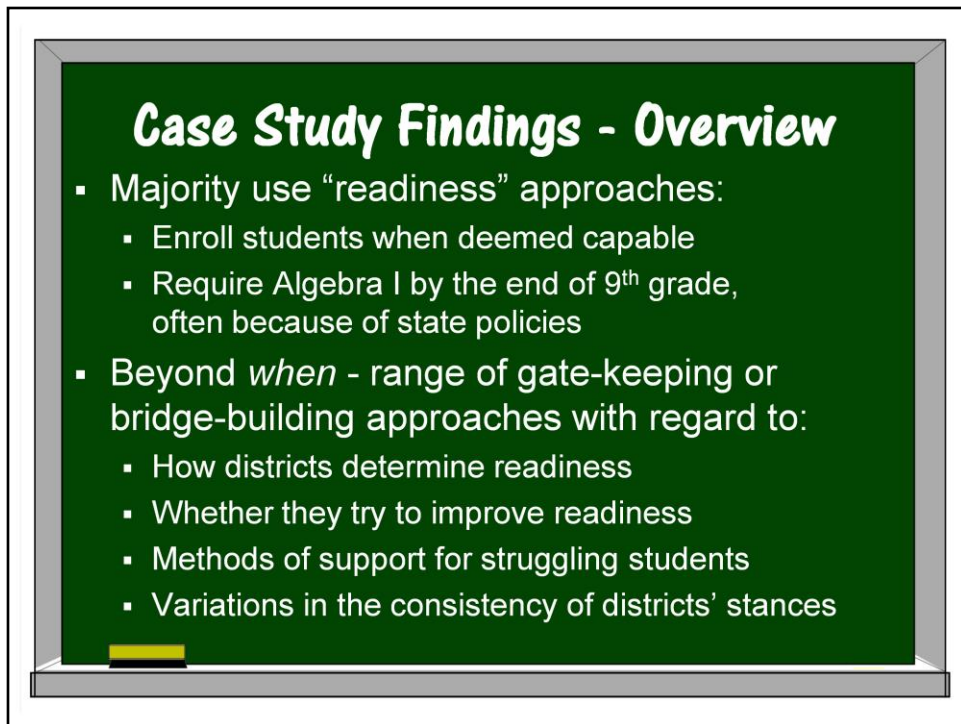 Case Study Findings - Overview
▪ Majority use “readiness” approaches:
▪ Enroll students when deemed capable
▪ Require Algebra I by the end of 9th grade,
often because of state policies
▪ Beyond when - range of gate-keeping or
bridge-building approaches with regard to:
▪ How districts determine readiness
▪ Whether they try to improve readiness
▪ Methods of support for struggling students
▪ Variations in the consistency of districts’ stances